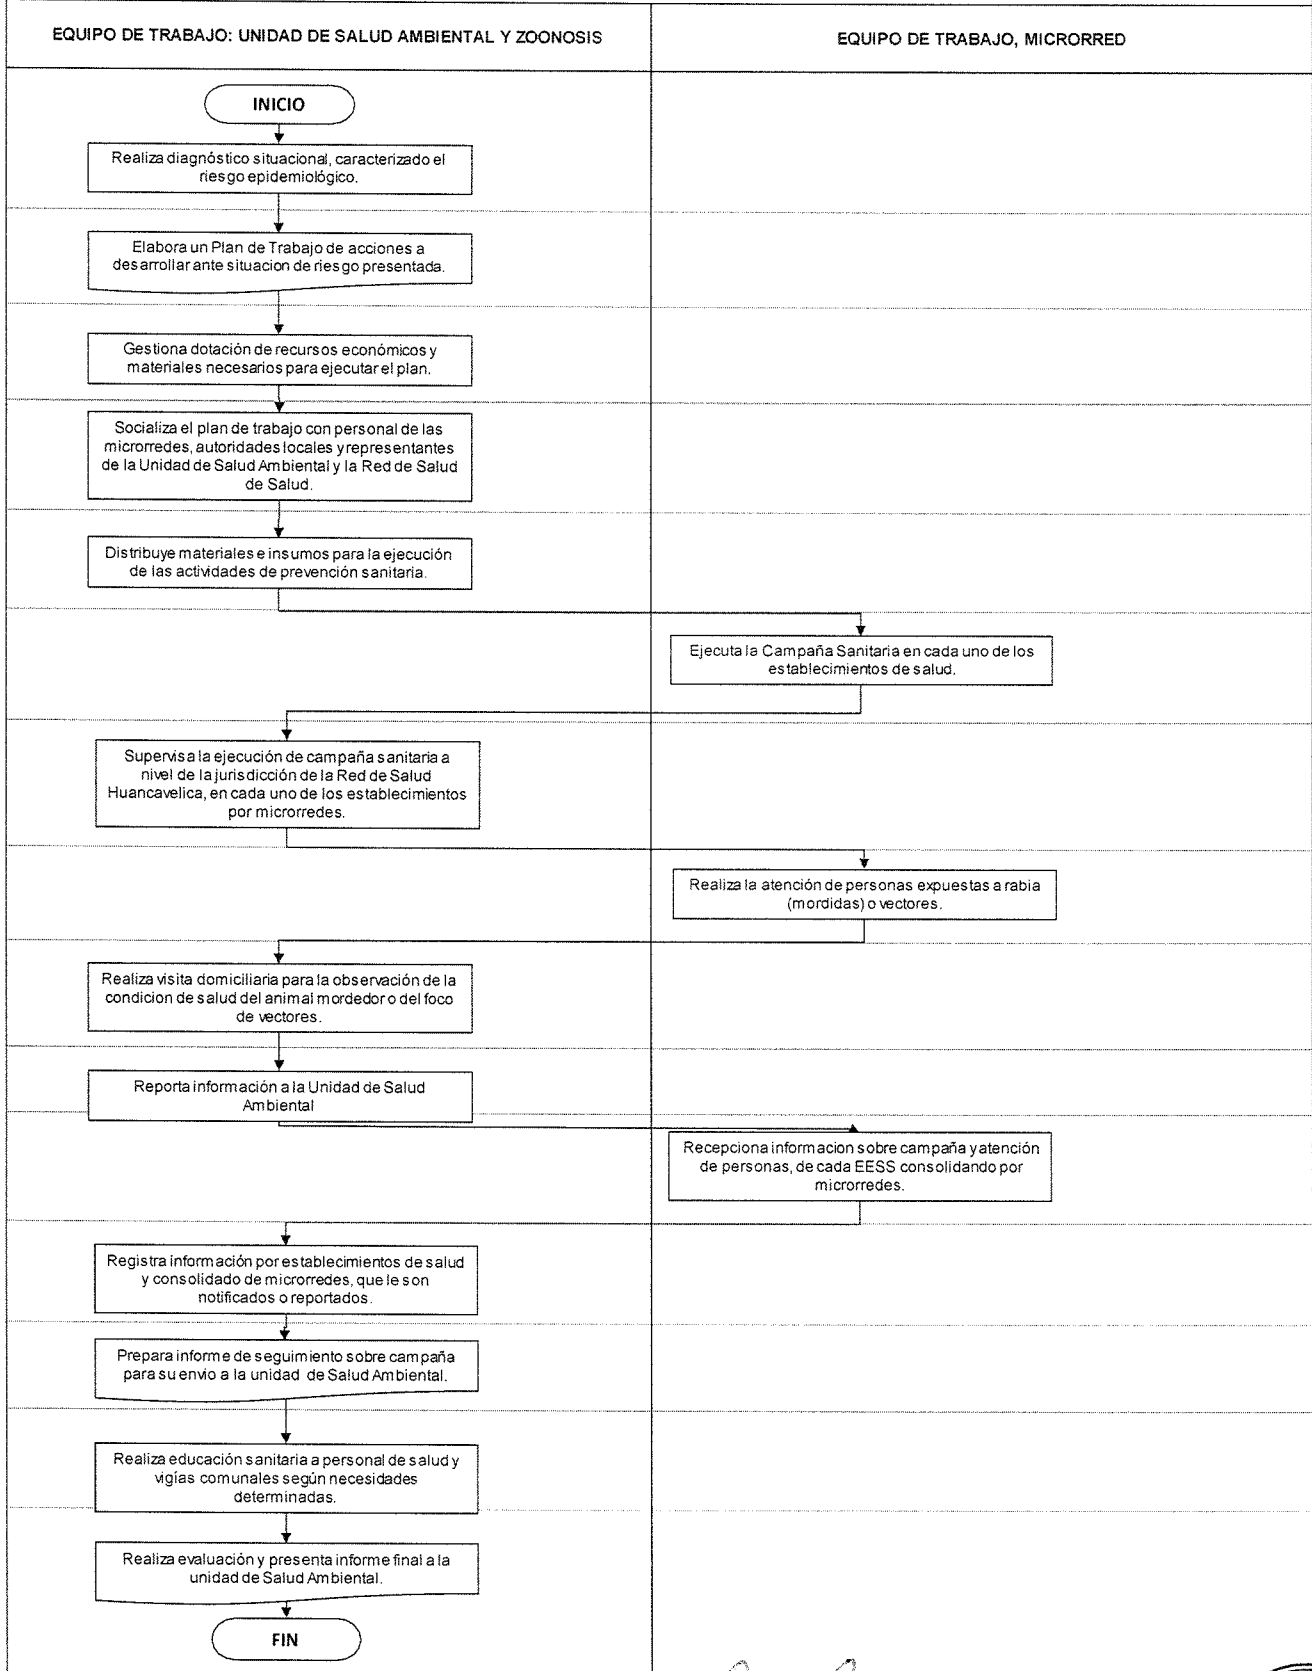 EQUIPO DE TRABAJO: UNIDAD DE SALUD AMBIENTAL Y ZOONOSIS
EQUIPO DE TRABAJO, MICRORRED
INICIO
Realiza diagnóstico situacional, caracterizado el
riesgo epidemiológico.
Elabora un Plan de Trabajo de acciones a
desarrollar ante situacion de riesgo presentada.
Gestiona dotación de recursos económicos y
materiales necesarios para ejecutar el plan.
Socializa el plan de trabajo con personal de las
microrredes, autoridades locales y representantes
de la Unidad de Salud Ambiental y la Red de Salud
de Salud.
Distribuye materiales e insumos para la ejecución
de las actividades de prevención sanitaria.
Ejecuta la Campaña Sanitaria en cada uno de los
establecimientos de salud.
Supervisa la ejecución de campaña sanitaria a
nivel de la jurisdicción de la Red de Salud
Huancavelica, en cada uno de los establecimientos
por microrredes.
Realiza la atención de personas expuestas a rabia
(mordidas) o vectores.
Realiza visita domiciliaria para la observación de la
condicion de salud del animal mordedor o del foco
de vectores.
Reporta información a la Unidad de Salud
Ambiental
Recepciona informacion sobre campaña y atención
de personas, de cada EESS consolidando por
microrredes.
Registra información por establecimientos de salud
y consolidado de microrredes, que le son
notificados o reportados.
Prepara informe de seguimiento sobre campaña
para su envio a la unidad de Salud Ambiental.
Realiza educación sanitaria a personal de salud y
vigías comunales según necesidades
determinadas.
Realiza evaluación y presenta informe final a la
unidad de Salud Ambiental.
FIN